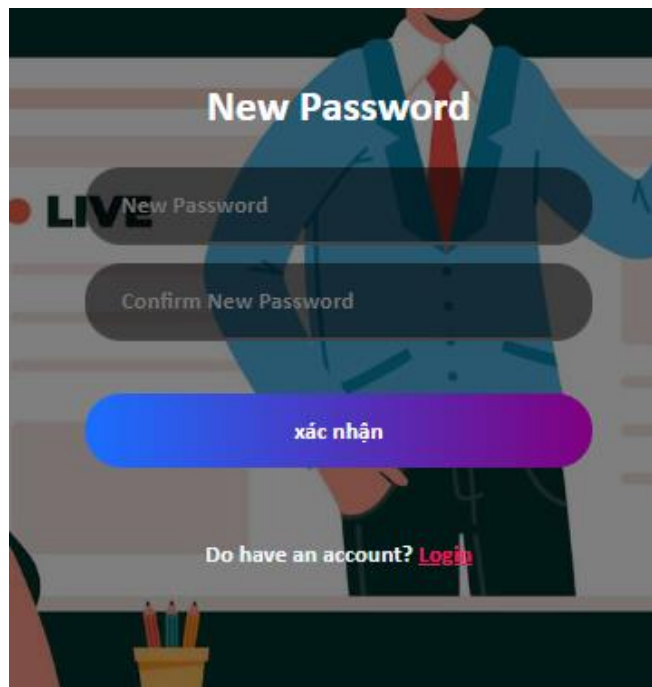 New Password
LIVE
New Password
Confirm New Password
xác nhận
Do have an account? Login